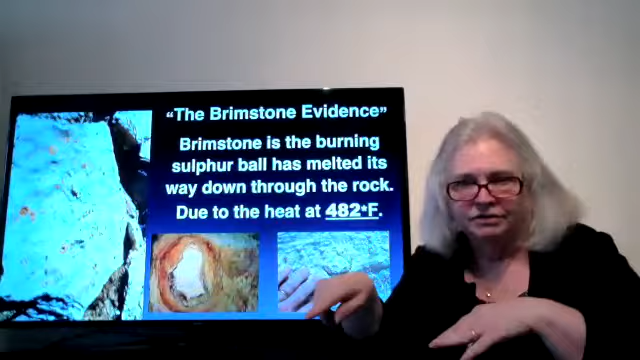 “The Brimstone Evidence”
Brimstone is the burning
sulphur ball has melted its
way down through the rock.
Due to the heat at 482*F.